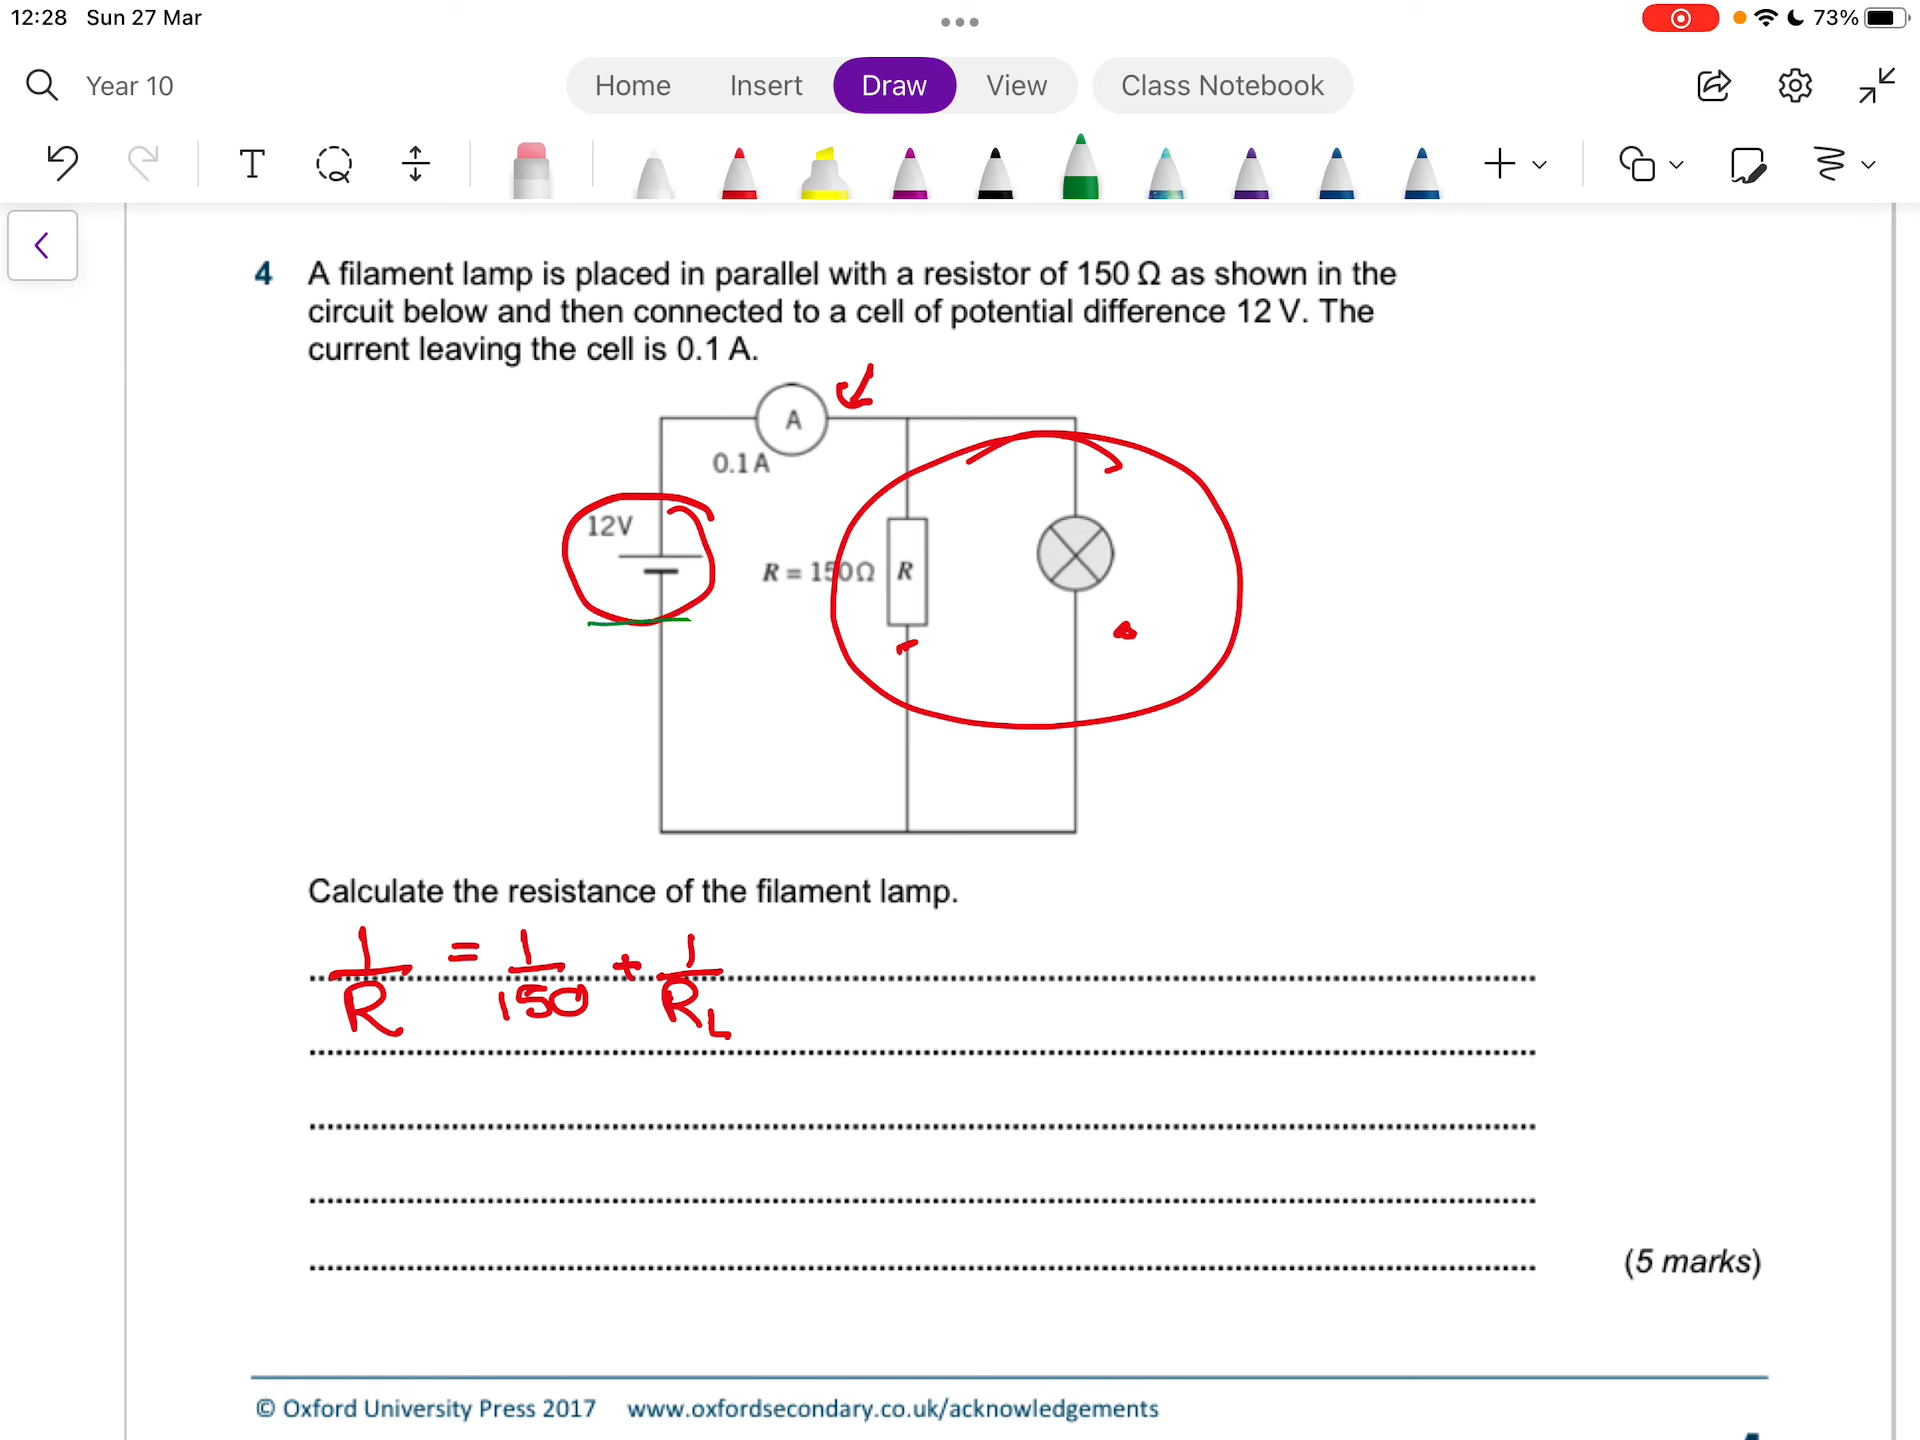 12:28 Sun 27 Mar
73%
Year 10
Home Insert Draw View Class Notebook
T
4 A filament lamp is placed in parallel with a resistor of 150 Ω as shown in the
circuit below and then connected to a cell of potential difference 12 V. The
current leaving the cell is 0.1 A.
A
0.1 A
12V
R = 150Ω R
Calculate the resistance of the filament lamp.
1/R = 1/150 + 1/R_L
(5 marks)
© Oxford University Press 2017 www.oxfordsecondary.co.uk/acknowledgements